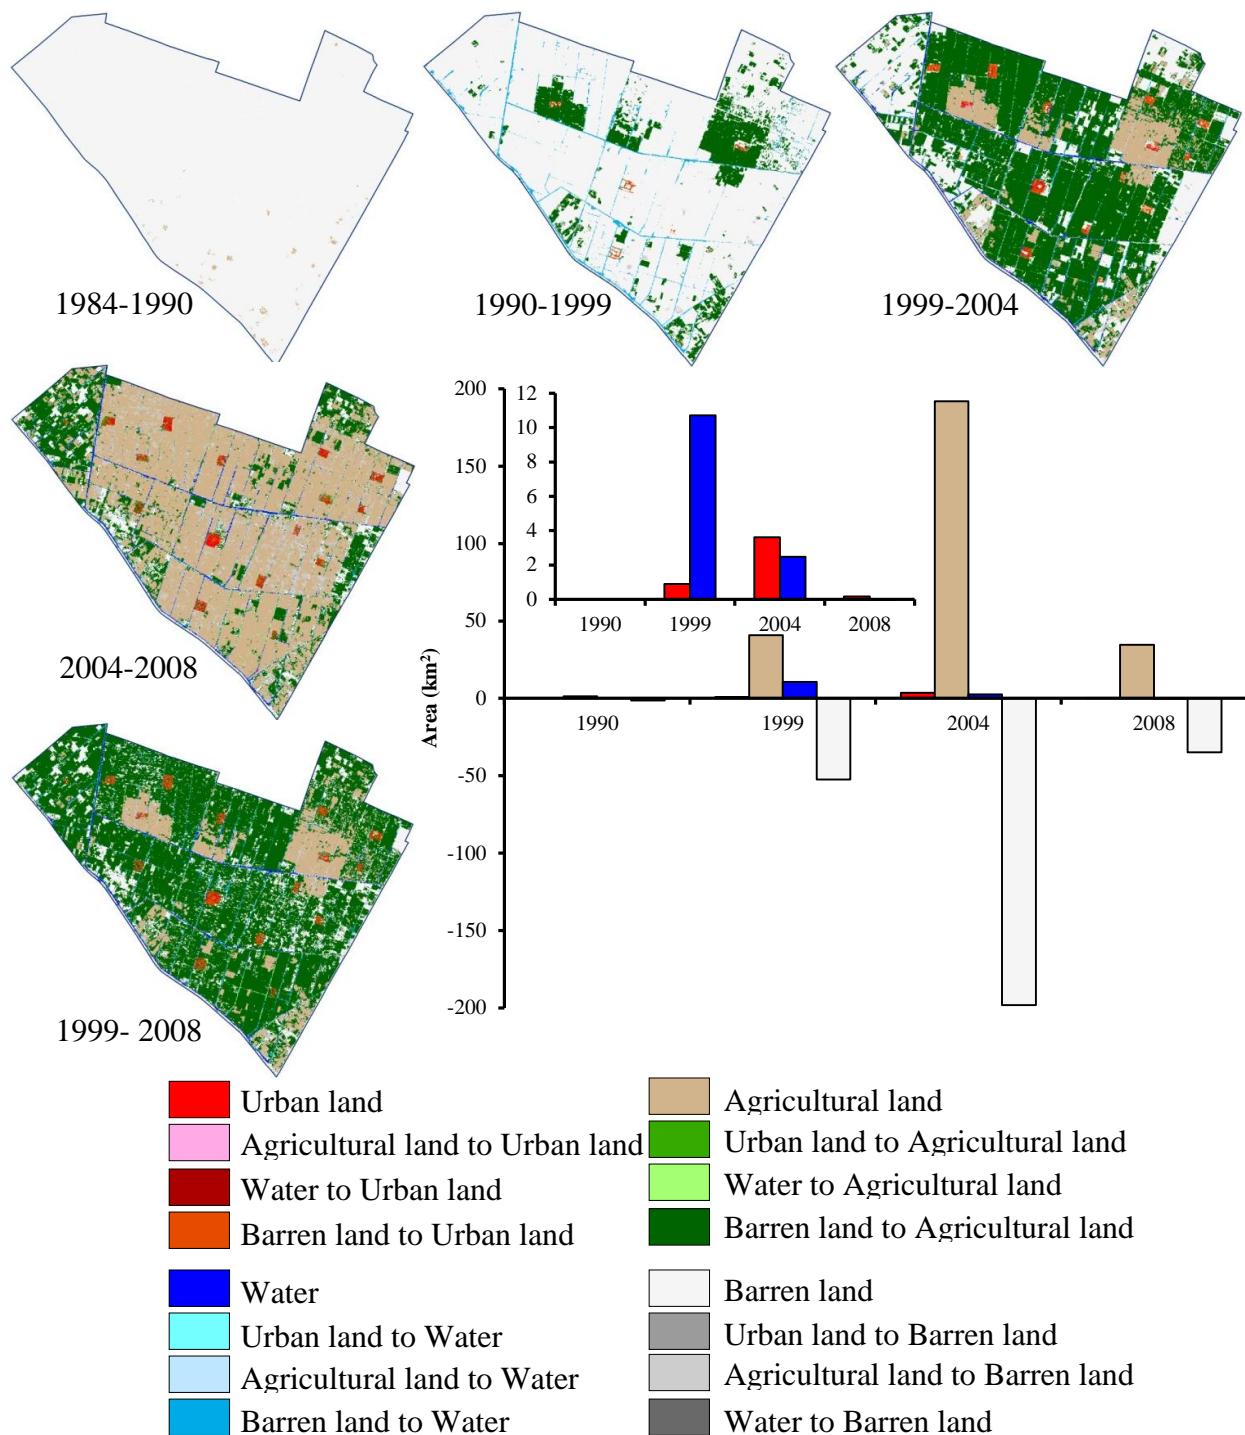 1984-1990
1990-1999
1999-2004
2004-2008
1999- 2008
200
150
100
50
0
-50
-100
-150
-200
Area (km²)
12
10
8
6
4
2
0
1990
1999
2004
2008
1990
1999
2004
2008
Urban land
Agricultural land to Urban land
Water to Urban land
Barren land to Urban land
Water
Urban land to Water
Agricultural land to Water
Barren land to Water
Agricultural land
Urban land to Agricultural land
Water to Agricultural land
Barren land to Agricultural land
Barren land
Urban land to Barren land
Agricultural land to Barren land
Water to Barren land